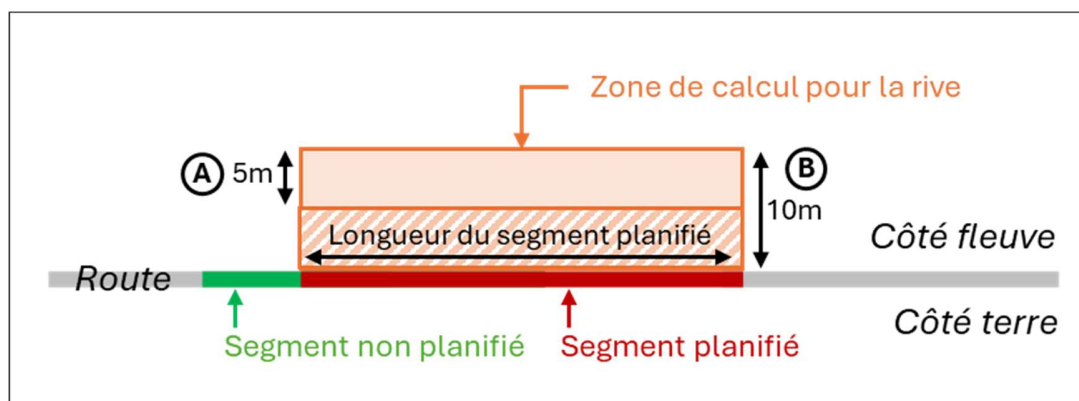 Zone de calcul pour la rive
A 5m
B
10m
Longueur du segment planifié
Côté fleuve
Route
Côté terre
Segment non planifié
Segment planifié